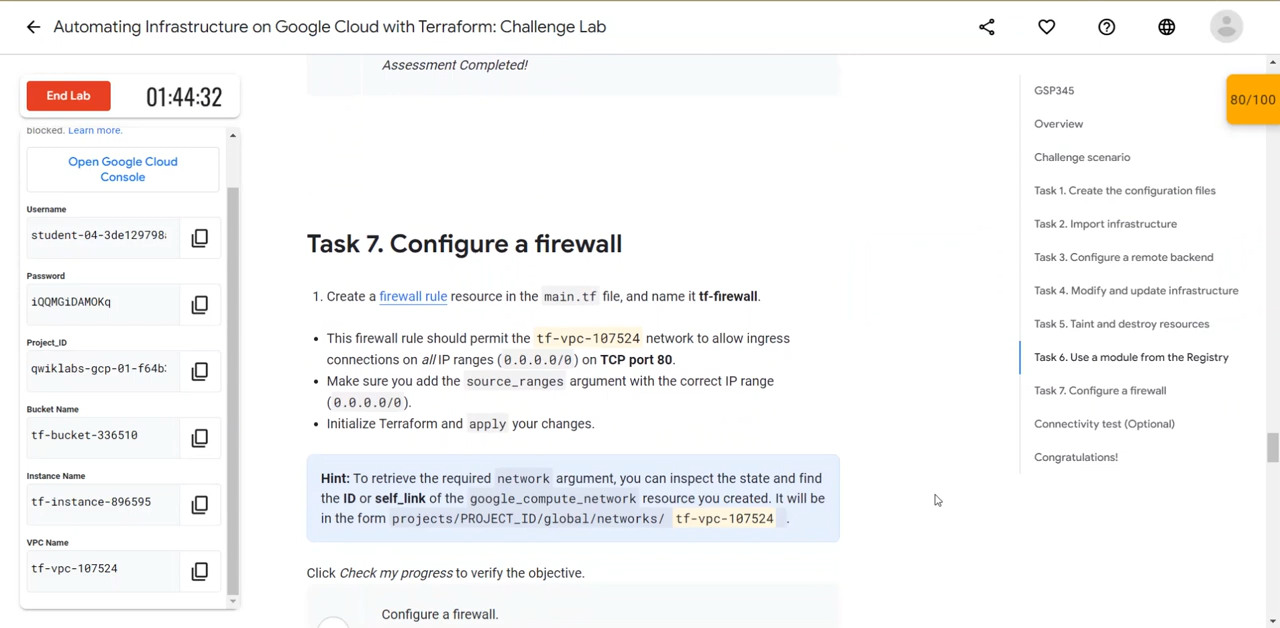 Automating Infrastructure on Google Cloud with Terraform: Challenge Lab
End Lab
01:44:32
blocked. Learn more.
Open Google Cloud
Console
Username
student-04-3de129798
Password
iQQMGiDAMOKq
Project_ID
qwiklabs-gcp-01-f64b
Bucket Name
tf-bucket-336510
Instance Name
tf-instance-896595
VPC Name
tf-vpc-107524
Assessment Completed!
Task 7. Configure a firewall
1. Create a firewall rule resource in the main.tf file, and name it tf-firewall.
• This firewall rule should permit the tf-vpc-107524 network to allow ingress
connections on all IP ranges (0.0.0.0/0) on TCP port 80.
• Make sure you add the source_ranges argument with the correct IP range
(0.0.0.0/0).
• Initialize Terraform and apply your changes.
Hint: To retrieve the required network argument, you can inspect the state and find
the ID or self_link of the google_compute_network resource you created. It will be
in the form projects/PROJECT_ID/global/networks/ tf-vpc-107524 .
Click Check my progress to verify the objective.
Configure a firewall.
GSP345
Overview
Challenge scenario
Task 1. Create the configuration files
Task 2. Import infrastructure
Task 3. Configure a remote backend
Task 4. Modify and update infrastructure
Task 5. Taint and destroy resources
Task 6. Use a module from the Registry
Task 7. Configure a firewall
Connectivity test (Optional)
Congratulations!
80/100